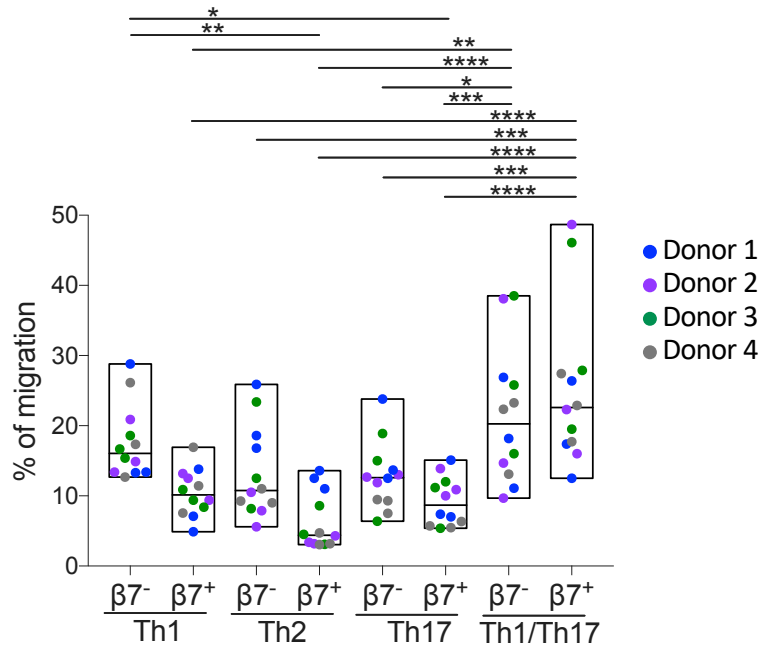 *
**
**
****
*
***
****
***
****
***
****
50
40
30
20
10
0
% of migration
Donor 1
Donor 2
Donor 3
Donor 4
β7- β7+ β7- β7+ β7- β7+ β7- β7+
Th1 Th2 Th17 Th1/Th17